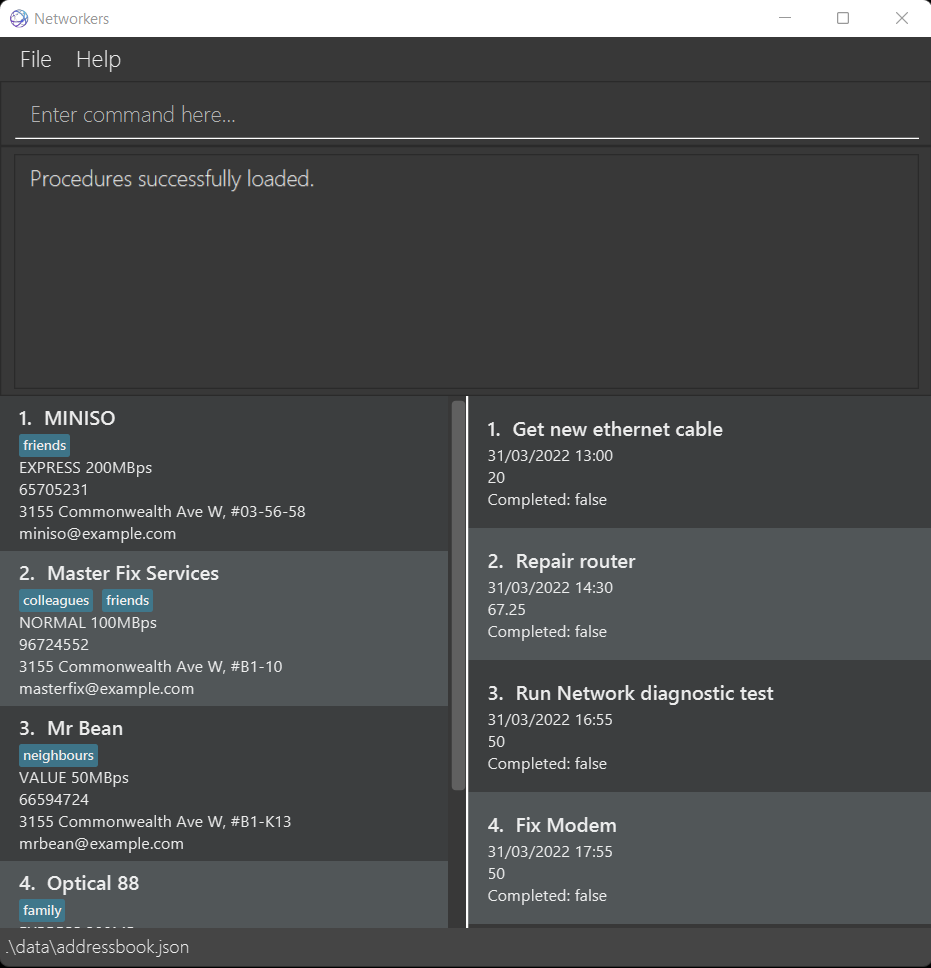 Networkers
File Help
Enter command here...
Procedures successfully loaded.
1. MINISO
friends
EXPRESS 200MBps
65705231
3155 Commonwealth Ave W, #03-56-58
miniso@example.com
2. Master Fix Services
colleagues friends
NORMAL 100MBps
96724552
3155 Commonwealth Ave W, #B1-10
masterfix@example.com
3. Mr Bean
neighbours
VALUE 50MBps
66594724
3155 Commonwealth Ave W, #B1-K13
mrbean@example.com
4. Optical 88
family
1. Get new ethernet cable
31/03/2022 13:00
20
Completed: false
2. Repair router
31/03/2022 14:30
67.25
Completed: false
3. Run Network diagnostic test
31/03/2022 16:55
50
Completed: false
4. Fix Modem
31/03/2022 17:55
50
Completed: false
.\data\addressbook.json